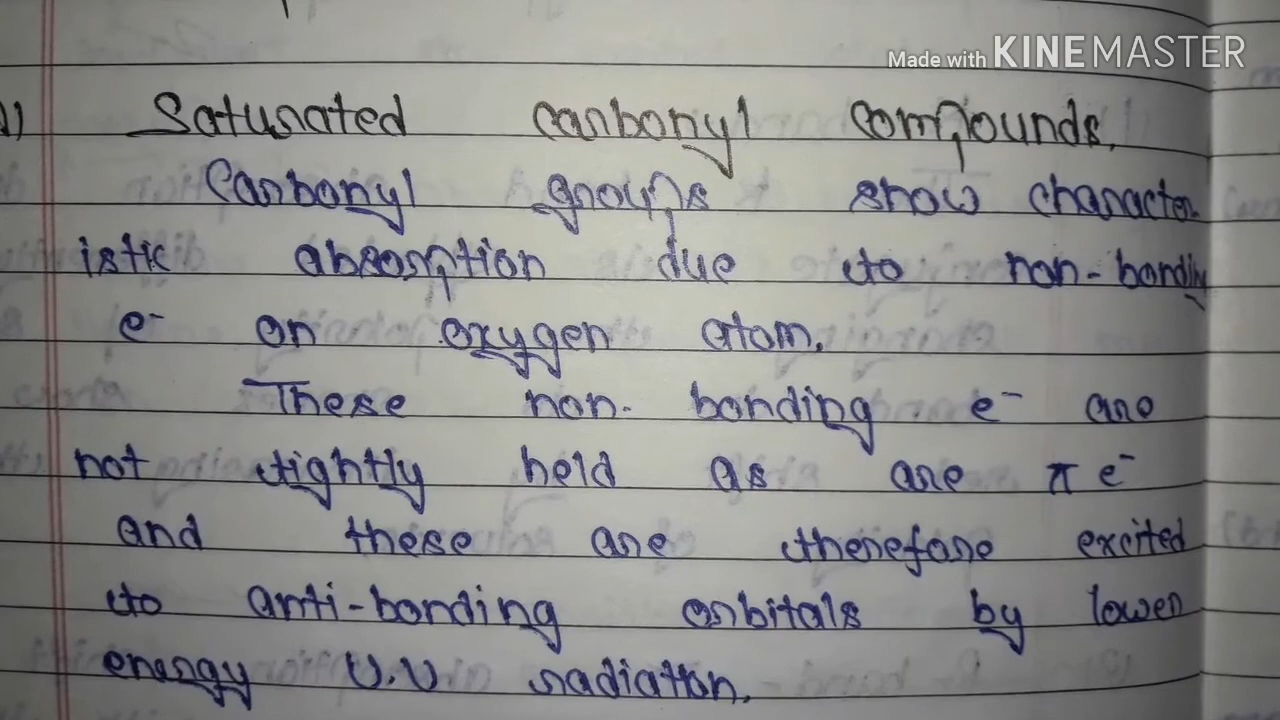 Made with KINEMASTER
1) Saturated carbonyl compounds.
Carbonyl groups show character
istic absorption due to non-bonding
e⁻ on oxygen atom.
These non-bonding e⁻ are
not tightly held as are π e⁻
and these are therefore excited
to anti-bonding orbitals by lower
energy U.V radiation.